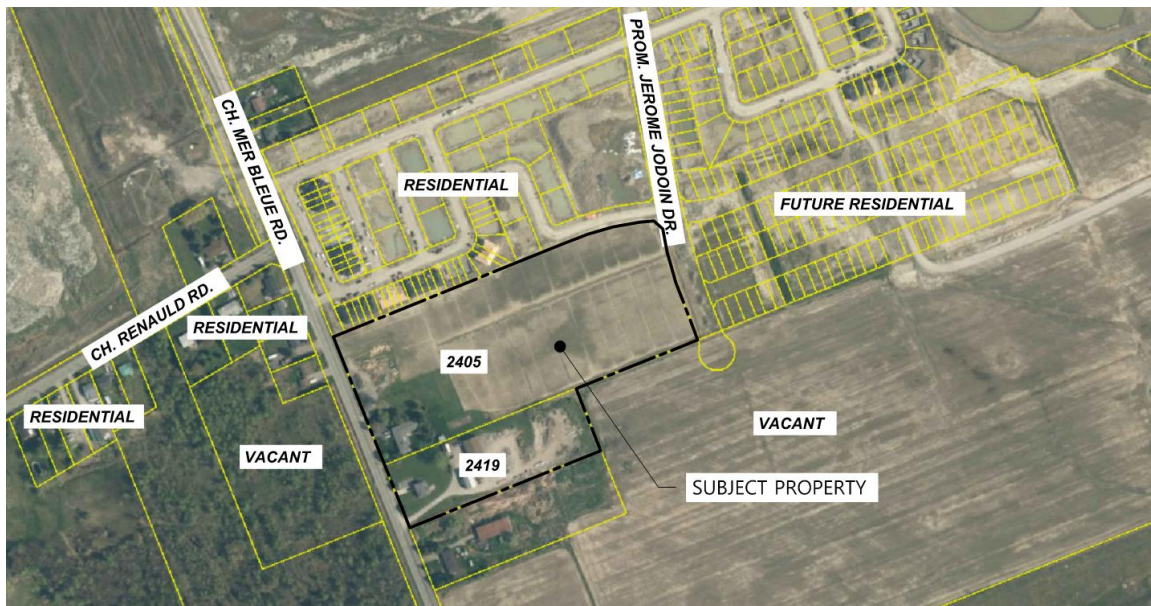 PROM. JEROME JODOIN DR.
CH. MER BLEUE RD.
RESIDENTIAL
FUTURE RESIDENTIAL
CH. RENAULD RD.
RESIDENTIAL
2405
RESIDENTIAL
VACANT
VACANT
2419
SUBJECT PROPERTY